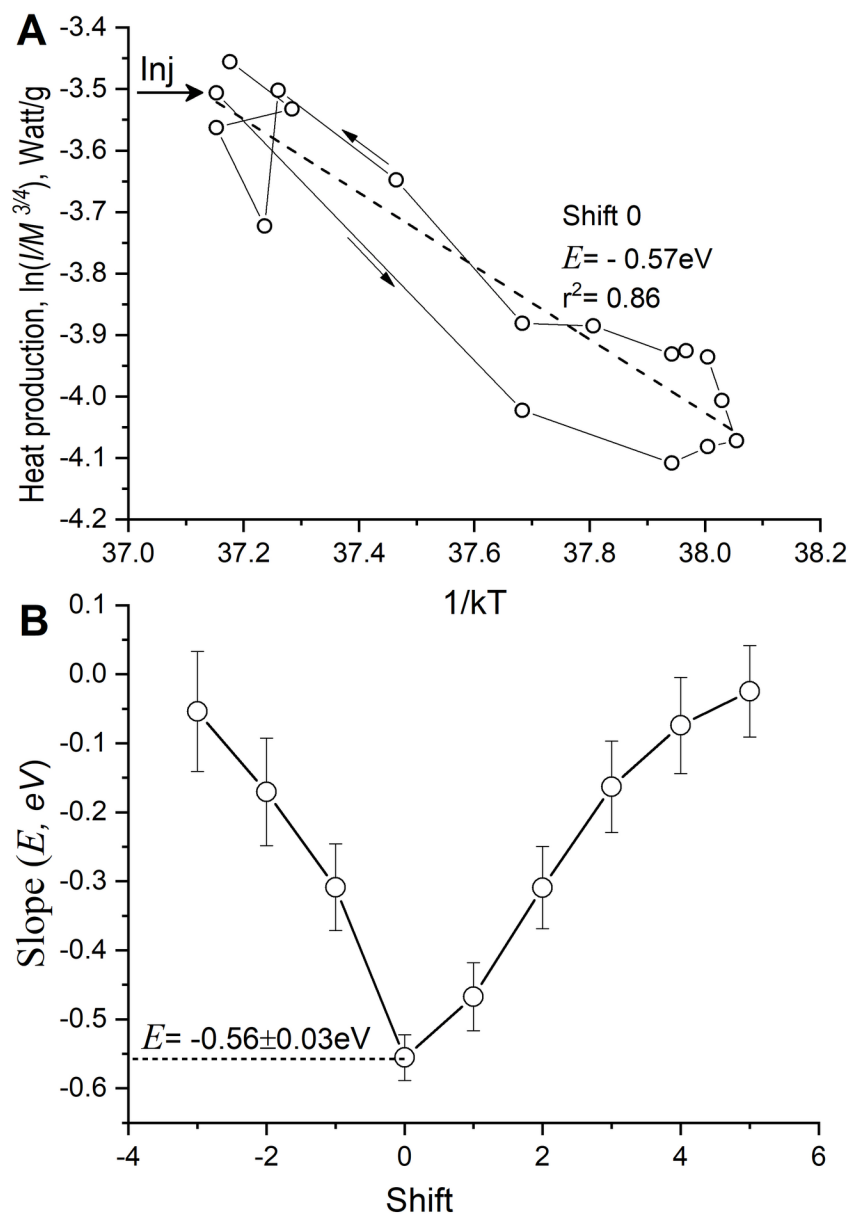 A
Heat production, ln(I/M 3/4), Watt/g
-3.4
-3.5
-3.6
-3.7
-3.8
-3.9
-4.0
-4.1
-4.2
Inj
Shift 0
E= - 0.57eV
r2= 0.86
37.0 37.2 37.4 37.6 37.8 38.0 38.2
1/kT
B
Slope (E, eV)
0.1
0.0
-0.1
-0.2
-0.3
-0.4
-0.5
-0.6
E= -0.56±0.03eV
-4 -2 0 2 4 6
Shift